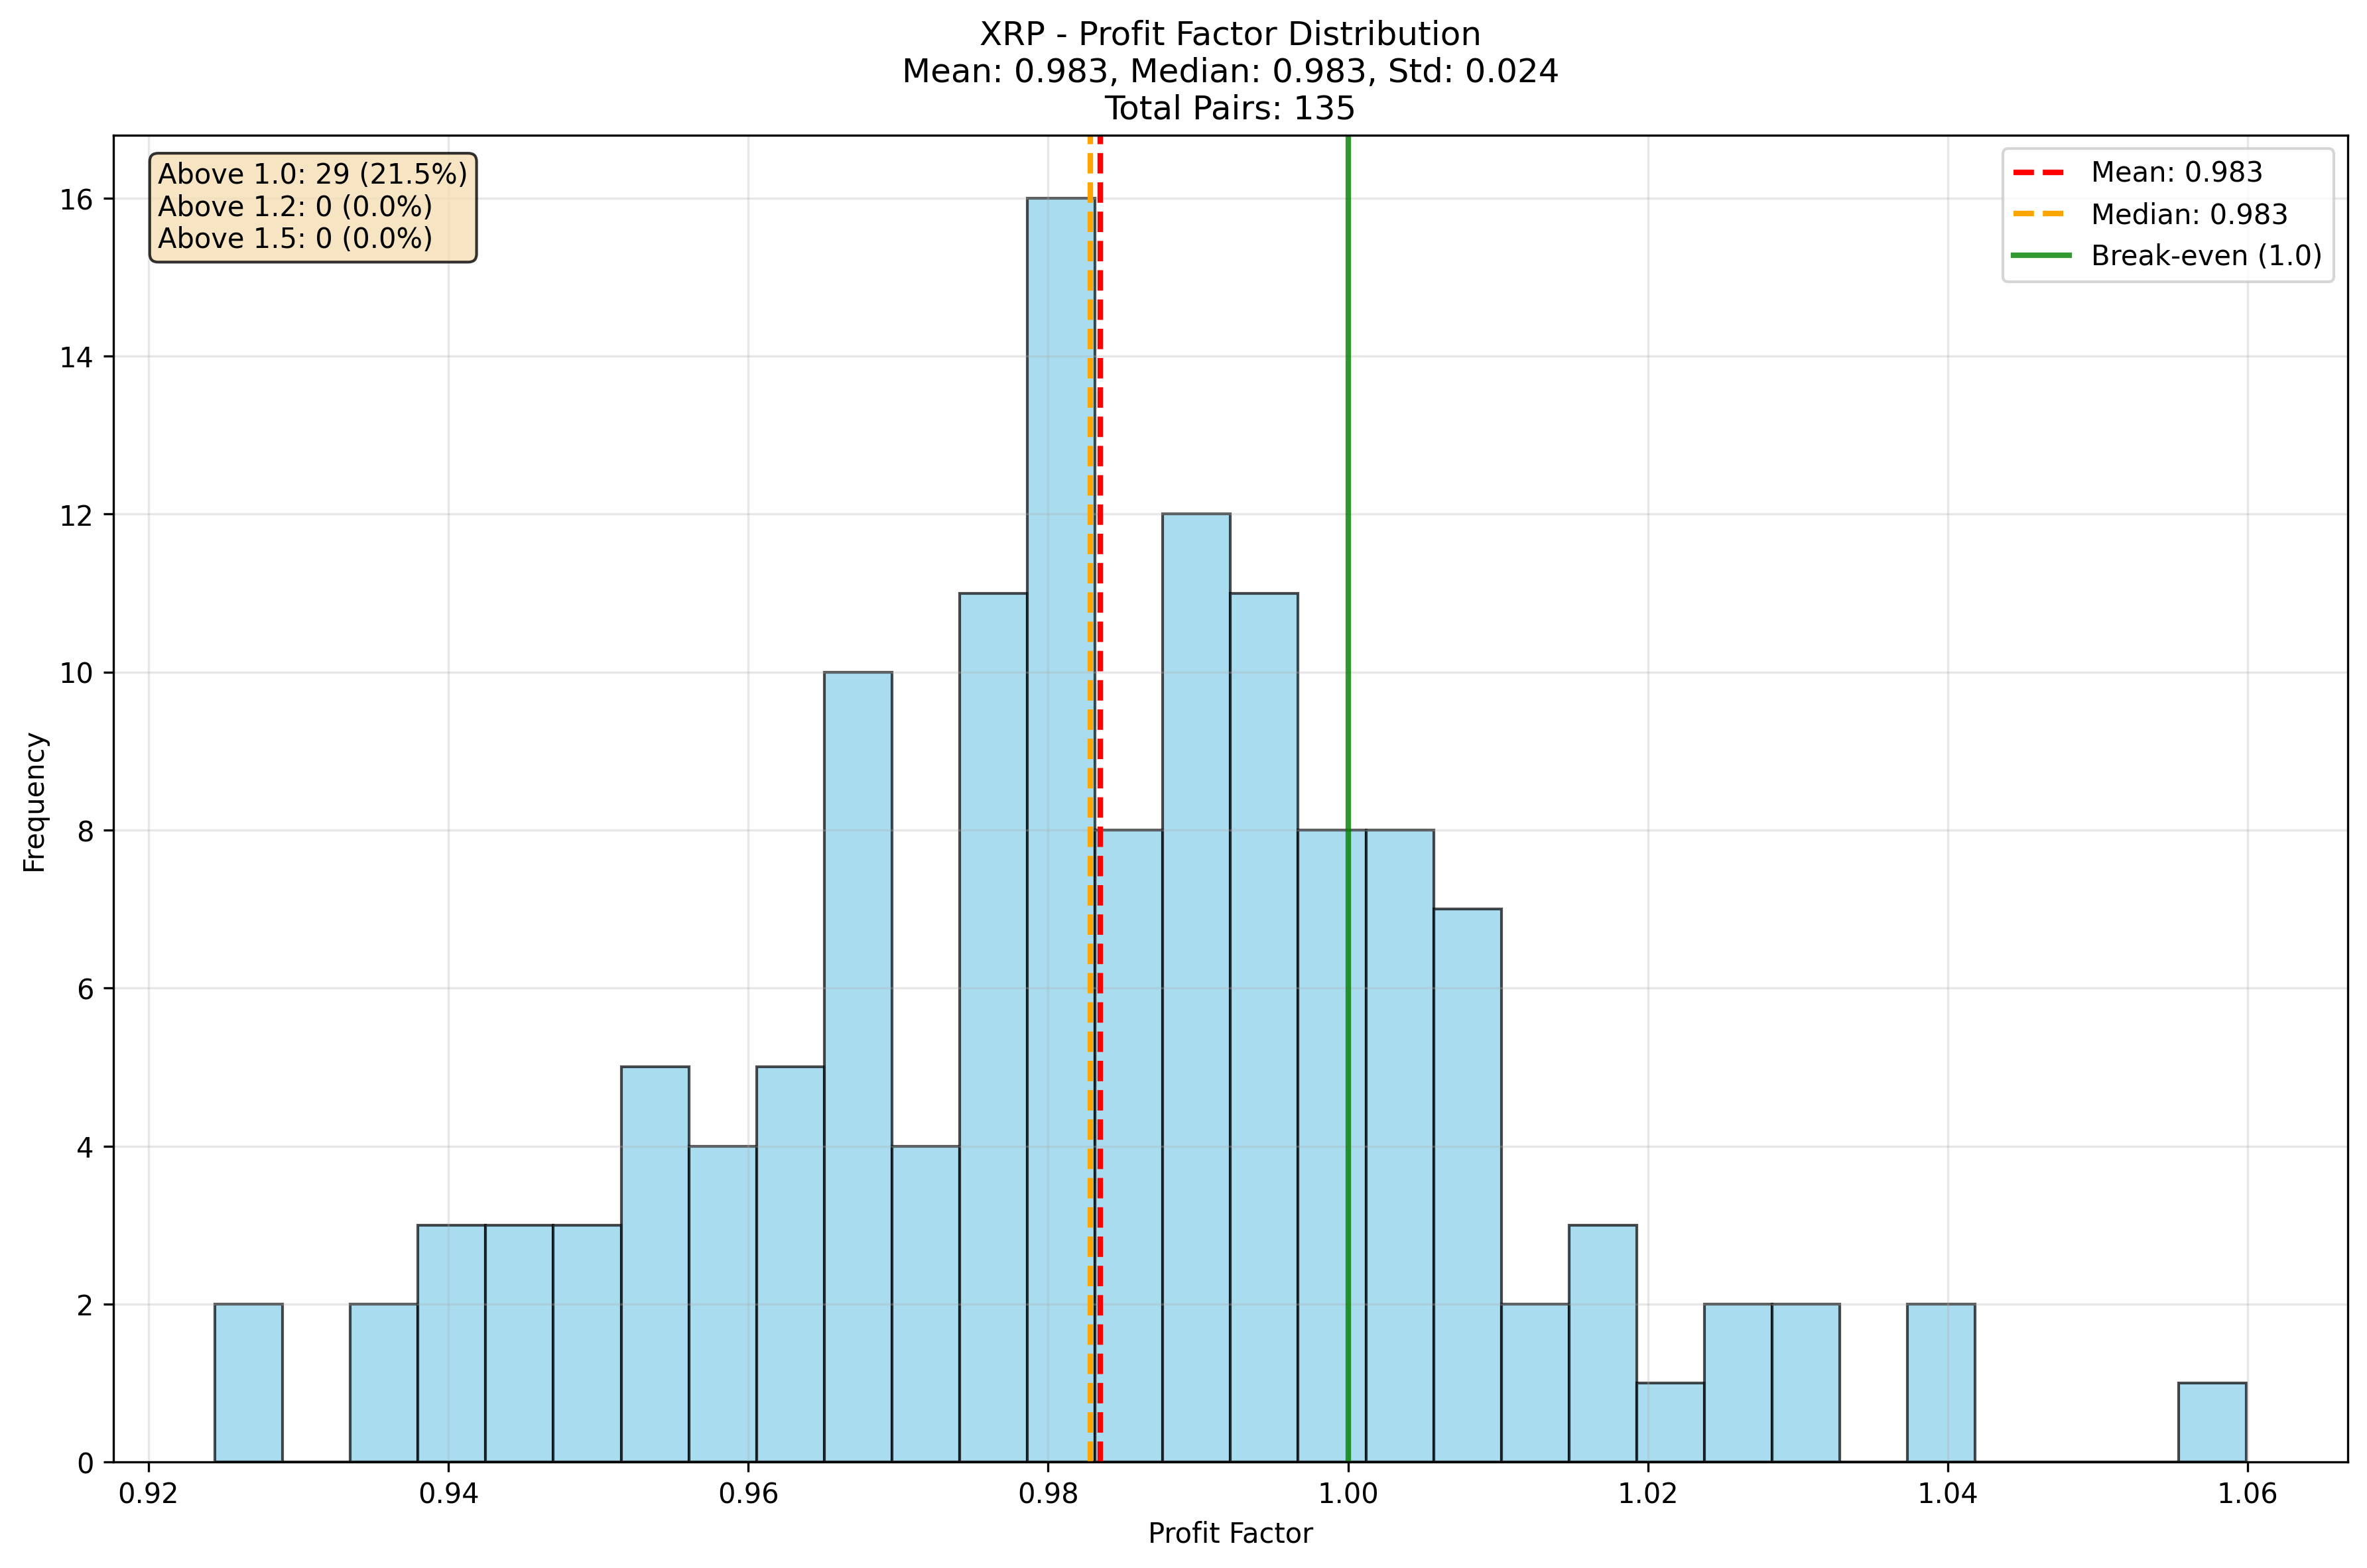 XRP - Profit Factor Distribution
Mean: 0.983, Median: 0.983, Std: 0.024
Total Pairs: 135
Above 1.0: 29 (21.5%)
Above 1.2: 0 (0.0%)
Above 1.5: 0 (0.0%)
Mean: 0.983
Median: 0.983
Break-even (1.0)
Frequency
16
14
12
10
8
6
4
2
0
0.92 0.94 0.96 0.98 1.00 1.02 1.04 1.06
Profit Factor